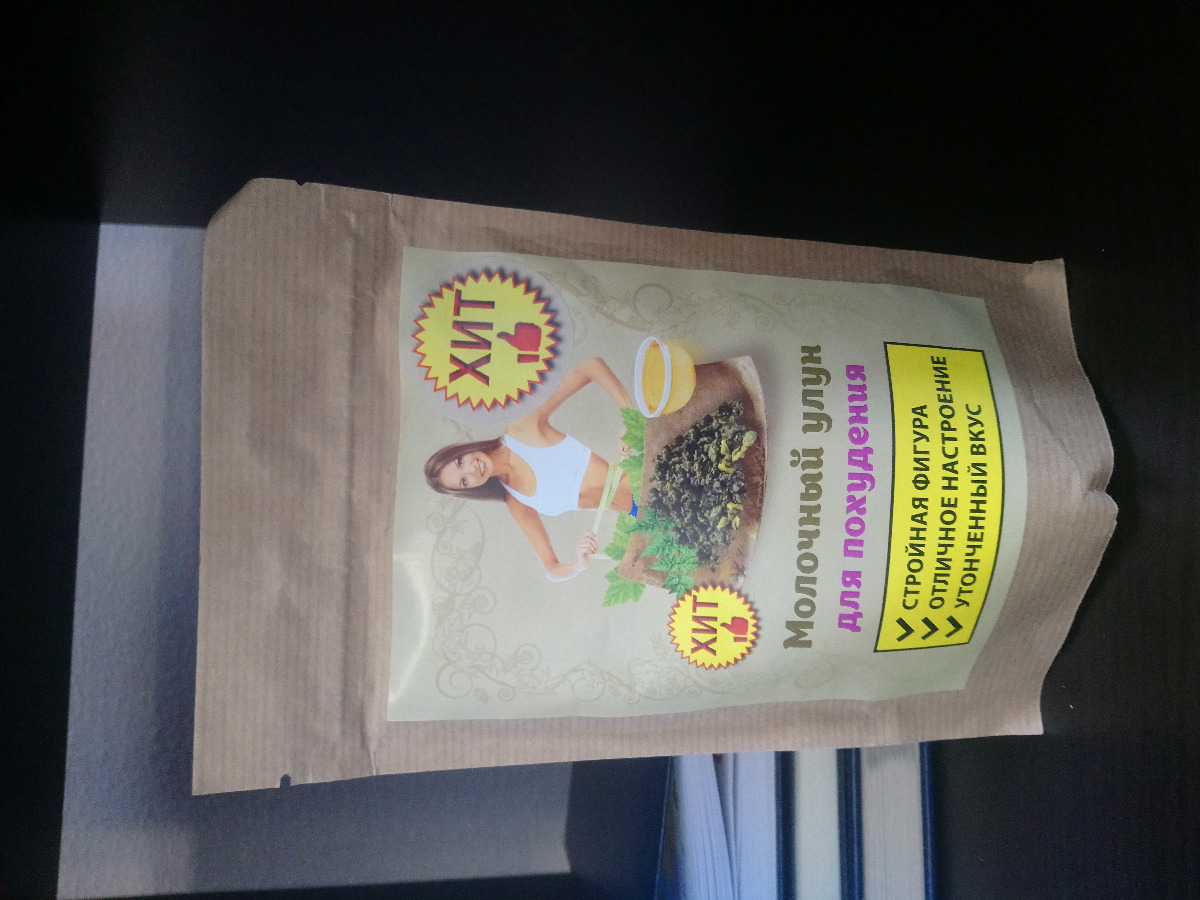 ХИТ
ХИТ
Молочный улун
для похудения
СТРОЙНАЯ ФИГУРА
ОТЛИЧНОЕ НАСТРОЕНИЕ
УТОНЧЕННЫЙ ВКУС